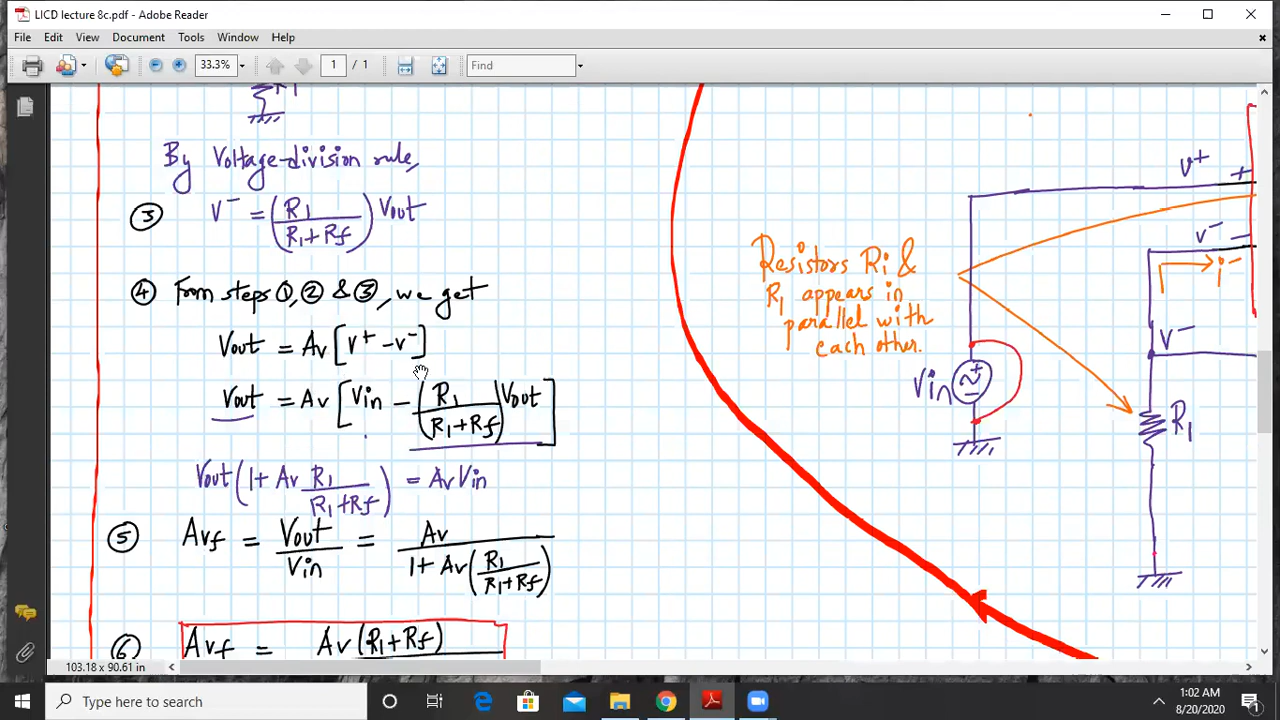 LICD lecture 8c.pdf - Adobe Reader
File Edit View Document Tools Window Help
33.3% 1 / 1 Find
By Voltage-division rule,
③ V⁻ = (R1 / R1+Rf) Vout
④ From steps ①, ② & ③, we get
Vout = Av [V⁺ - V⁻]
Vout = Av [Vin - (R1 / R1+Rf) Vout]
Vout (1 + Av R1 / R1+Rf) = Av Vin
⑤ Avf = Vout / Vin = Av / 1 + Av (R1 / R1+Rf)
⑥ Avf = Av (R1+Rf)
V⁺ +
V⁻ -
i⁻
Resistors Ri &
R1 appears in
parallel with
each other.
V⁻
Vin + -
R1
103.18 x 90.61 in
Type here to search
1:02 AM
8/20/2020
1